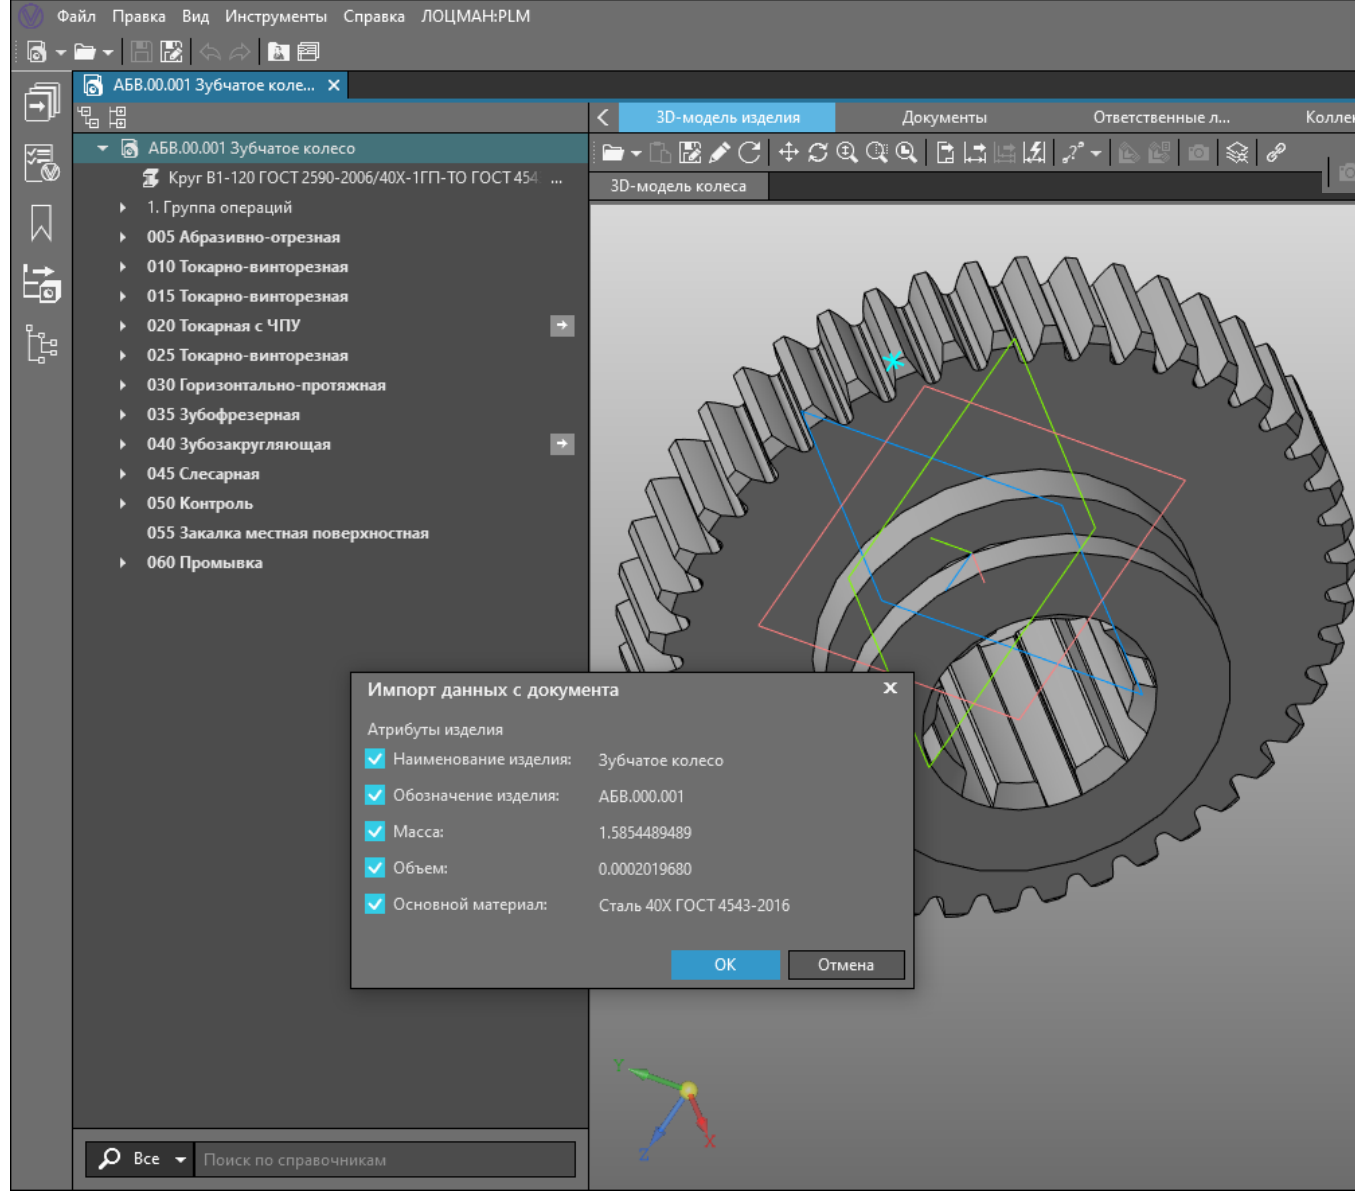 Файл Правка Вид Инструменты Справка ЛОЦМАН:PLM
АБВ.00.001 Зубчатое коле...
3D-модель изделия Документы Ответственные л... Коллек
АБВ.00.001 Зубчатое колесо
Круг В1-120 ГОСТ 2590-2006/40Х-1ГП-ТО ГОСТ 454 ...
3D-модель колеса
1. Группа операций
005 Абразивно-отрезная
010 Токарно-винторезная
015 Токарно-винторезная
020 Токарная с ЧПУ
025 Токарно-винторезная
030 Горизонтально-протяжная
035 Зубофрезерная
040 Зубозакругляющая
045 Слесарная
050 Контроль
055 Закалка местная поверхностная
060 Промывка
Импорт данных с документа
Атрибуты изделия
Наименование изделия: Зубчатое колесо
Обозначение изделия: АБВ.000.001
Масса: 1.5854489489
Объем: 0.0002019680
Основной материал: Сталь 40Х ГОСТ 4543-2016
ОК Отмена
Y
X
Z
Все Поиск по справочникам